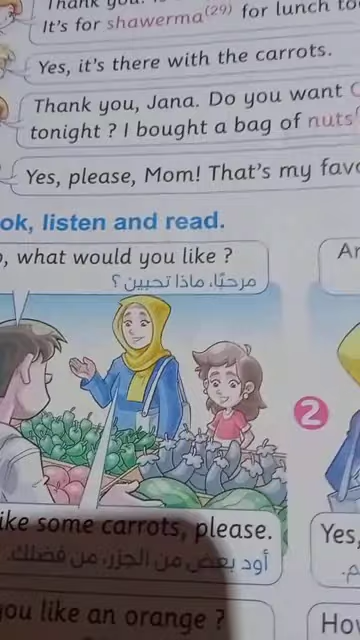 Thank you!
It's for shawerma(29) for lunch to
Yes, it's there with the carrots.
Thank you, Jana. Do you want
tonight ? I bought a bag of nuts
Yes, please, Mom! That's my fav
ok, listen and read.
, what would you like ?
مرحبًا، ماذا تحبين ؟
Ar
2
ike some carrots, please.
أود بعض من الجزر، من فضلك.
Yes,
م.
you like an orange ?
How